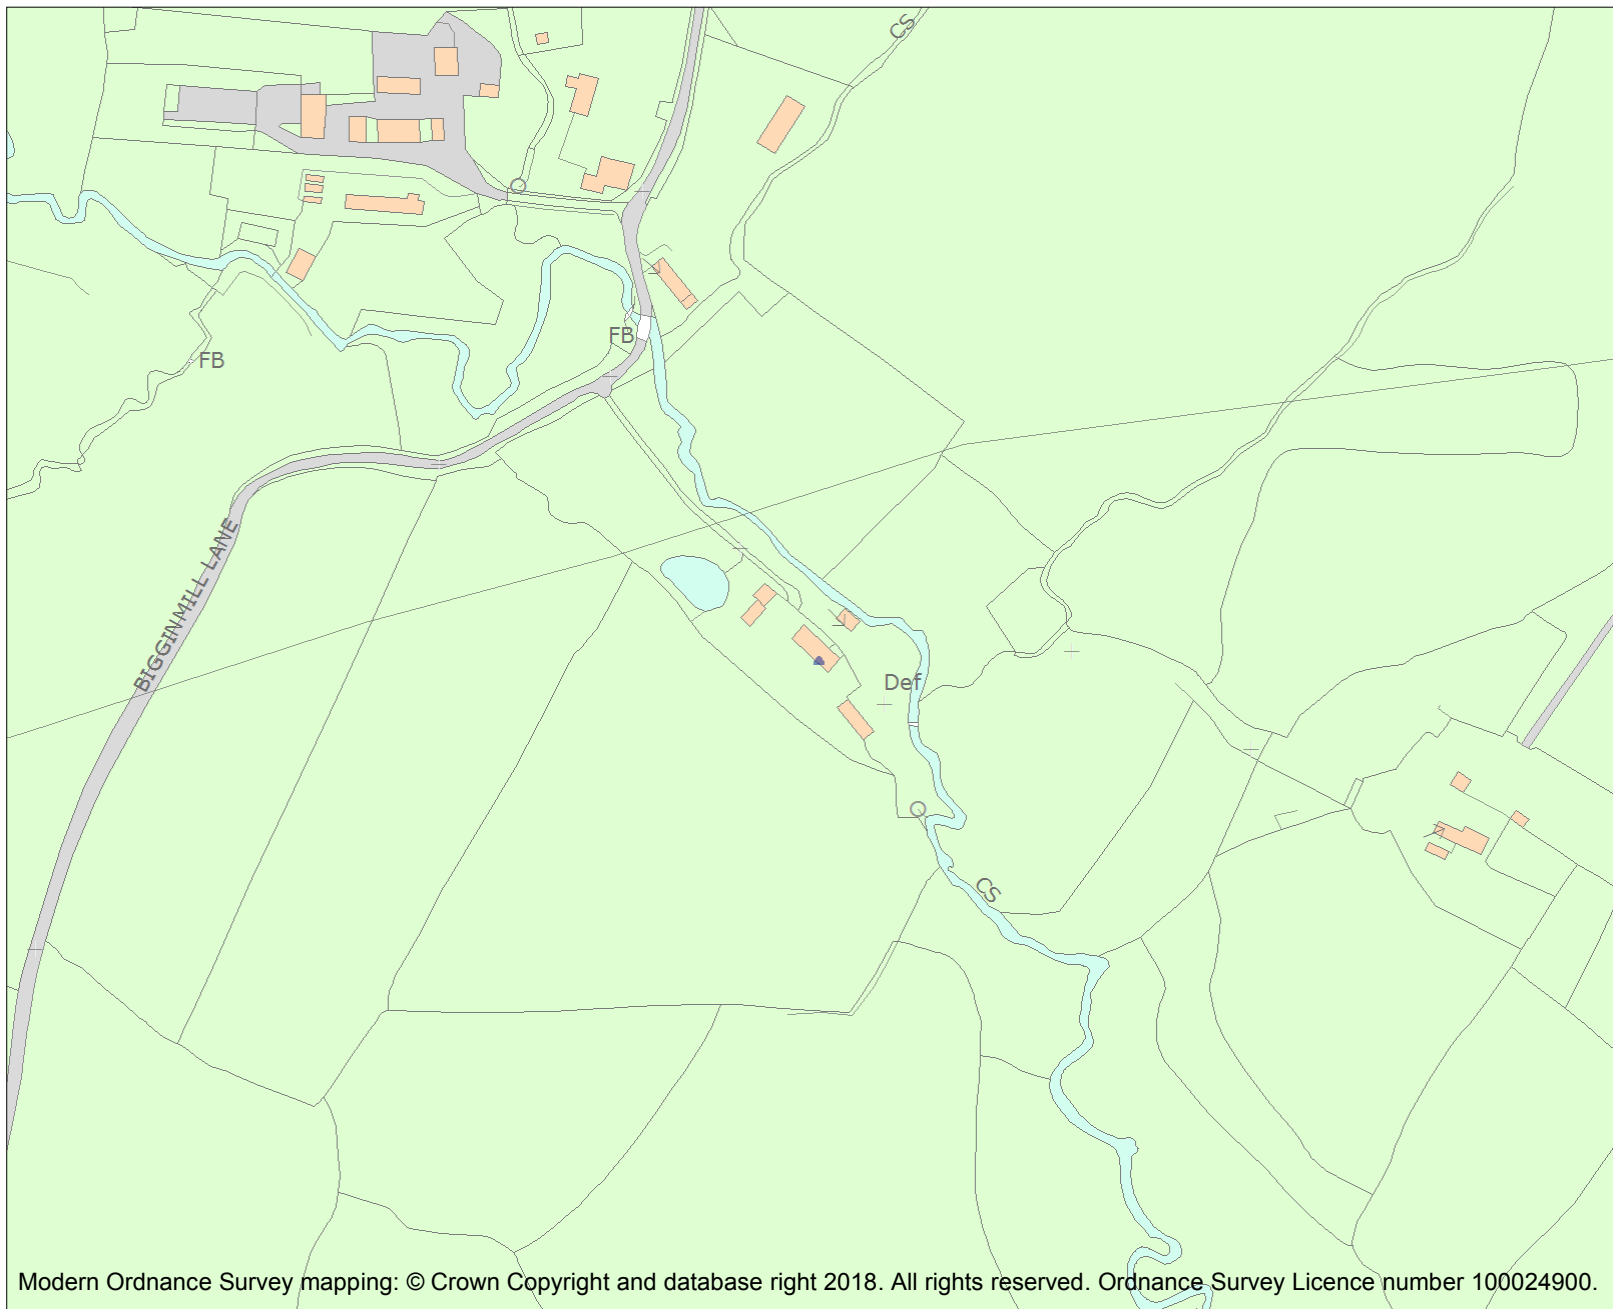 CS
FB
FB
BIGGINMILL LANE
Def
CS
Modern Ordnance Survey mapping: © Crown Copyright and database right 2018. All rights reserved. Ordnance Survey Licence number 100024900.